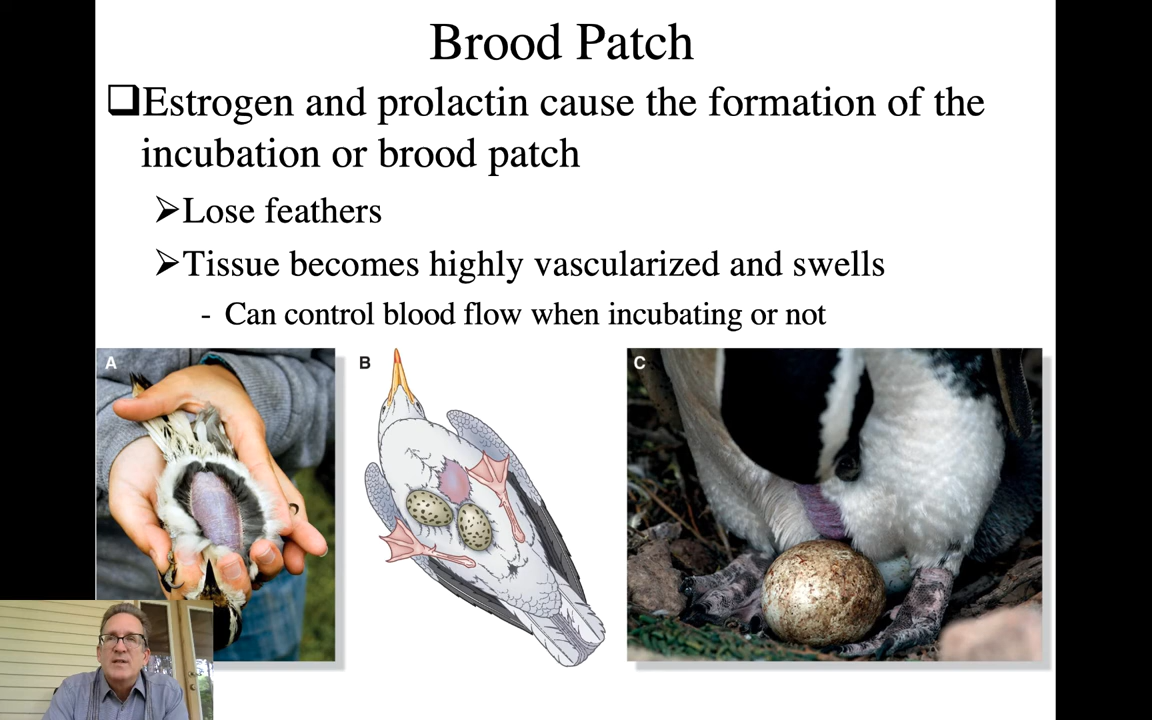 Brood Patch
❑Estrogen and prolactin cause the formation of the
incubation or brood patch
➢Lose feathers
➢Tissue becomes highly vascularized and swells
- Can control blood flow when incubating or not
A
B
C